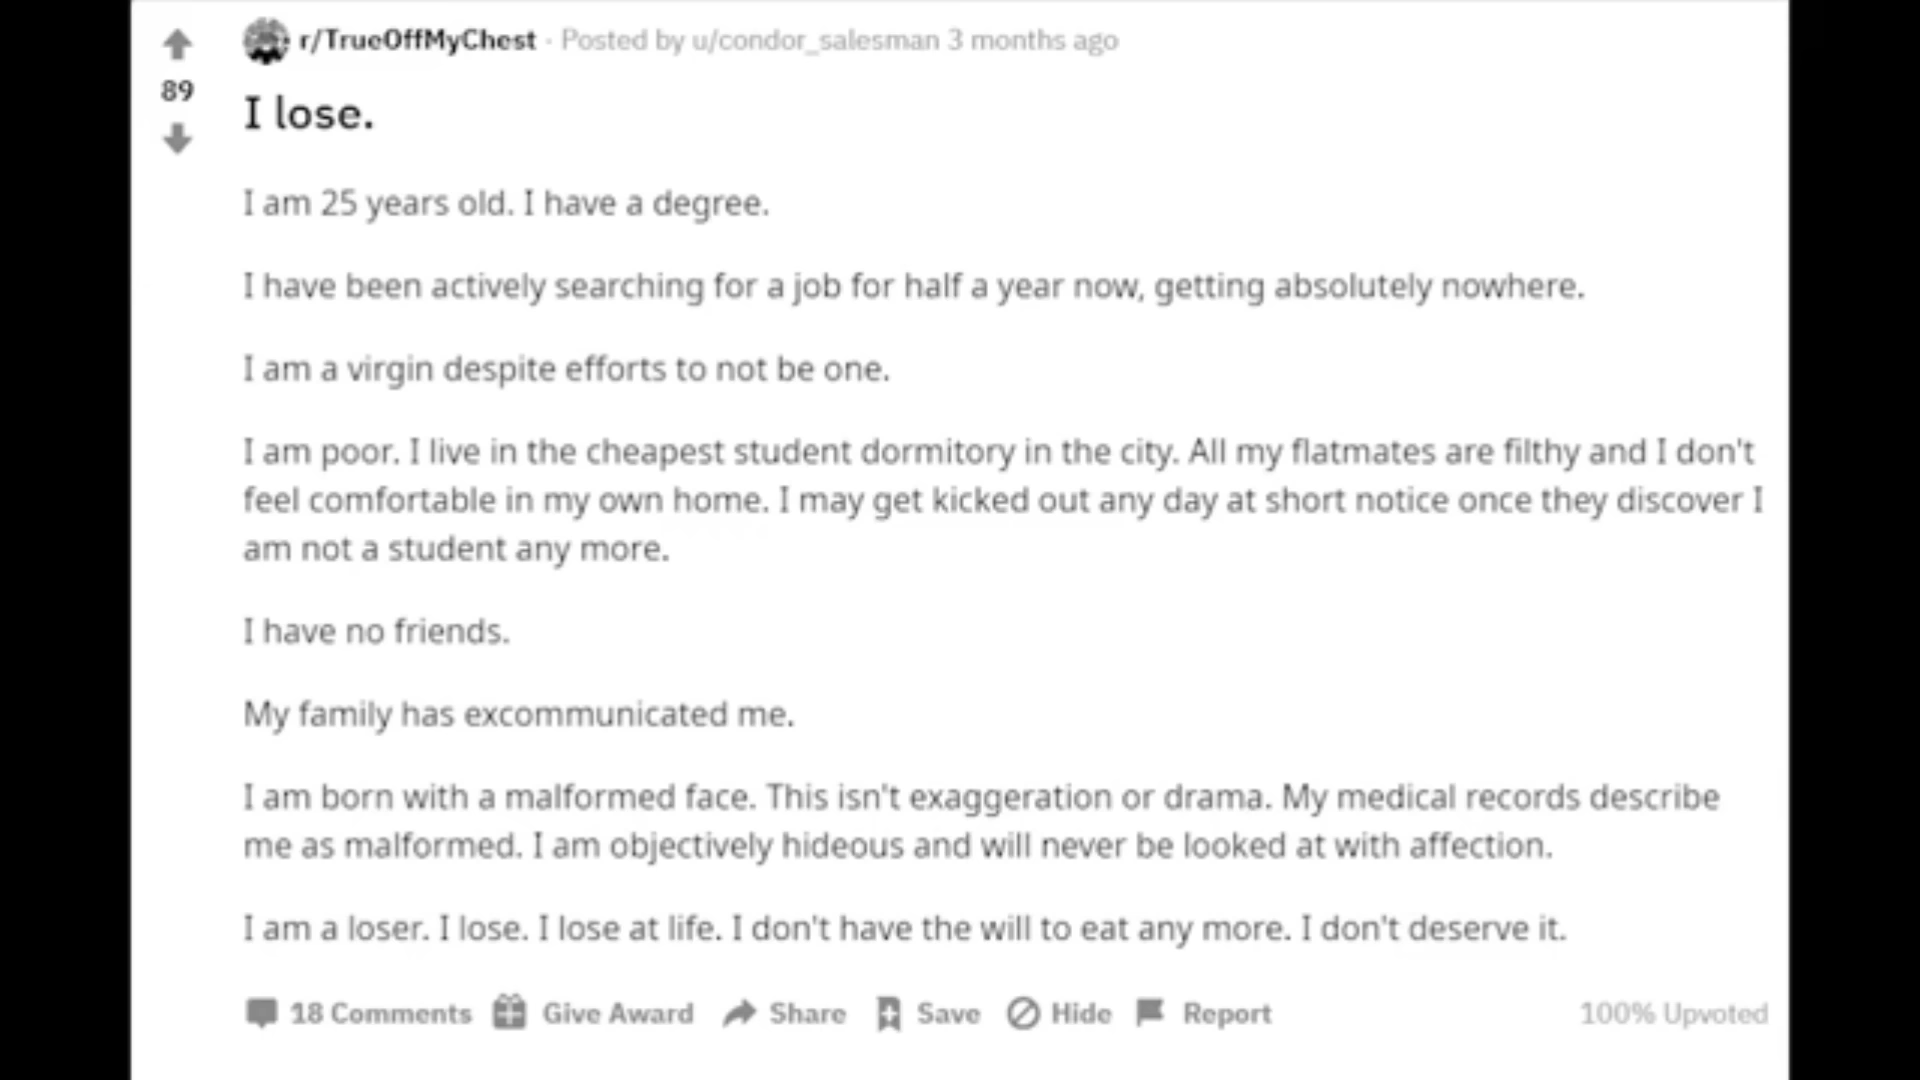 r/TrueOffMyChest · Posted by u/condor_salesman 3 months ago
89
I lose.
I am 25 years old. I have a degree.
I have been actively searching for a job for half a year now, getting absolutely nowhere.
I am a virgin despite efforts to not be one.
I am poor. I live in the cheapest student dormitory in the city. All my flatmates are filthy and I don't
feel comfortable in my own home. I may get kicked out any day at short notice once they discover I
am not a student any more.
I have no friends.
My family has excommunicated me.
I am born with a malformed face. This isn't exaggeration or drama. My medical records describe
me as malformed. I am objectively hideous and will never be looked at with affection.
I am a loser. I lose. I lose at life. I don't have the will to eat any more. I don't deserve it.
18 Comments Give Award Share Save Hide Report 100% Upvoted